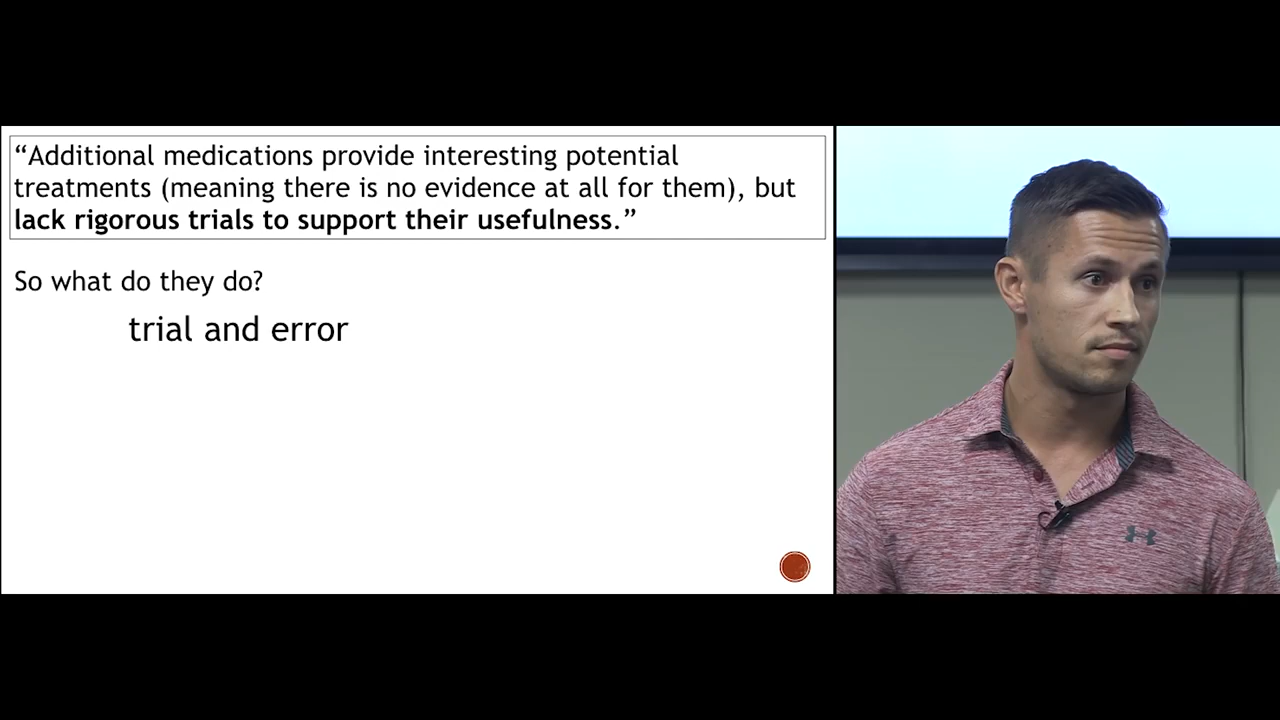 “Additional medications provide interesting potential
treatments (meaning there is no evidence at all for them), but
lack rigorous trials to support their usefulness.”
So what do they do?
trial and error